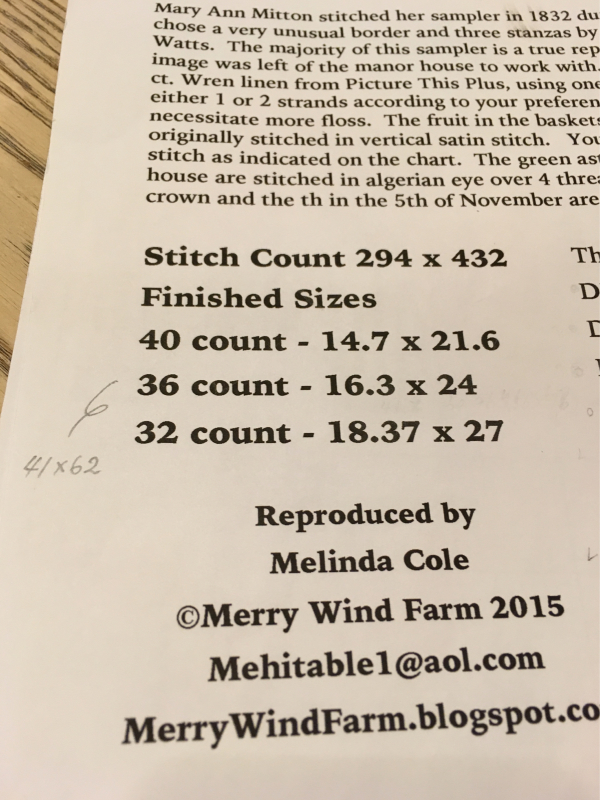 Mary Ann Mitton stitched her sampler in 1832 du
chose a very unusual border and three stanzas by
Watts. The majority of this sampler is a true rep
image was left of the manor house to work with.
ct. Wren linen from Picture This Plus, using one
either 1 or 2 strands according to your preferen
necessitate more floss. The fruit in the baskets
originally stitched in vertical satin stitch. You
stitch as indicated on the chart. The green ast
house are stitched in algerian eye over 4 threa
crown and the th in the 5th of November are
Stitch Count 294 x 432
Th
Finished Sizes
D
40 count - 14.7 x 21.6
D
36 count - 16.3 x 24
32 count - 18.37 x 27
41x62
Reproduced by
Melinda Cole
©Merry Wind Farm 2015
Mehitable1@aol.com
MerryWindFarm.blogspot.co